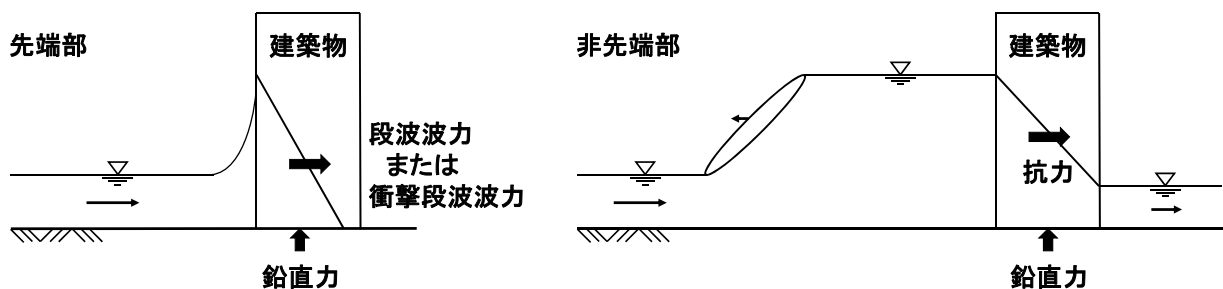 先端部
建築物
段波波力
または
衝撃段波波力
鉛直力
非先端部
建築物
抗力
鉛直力